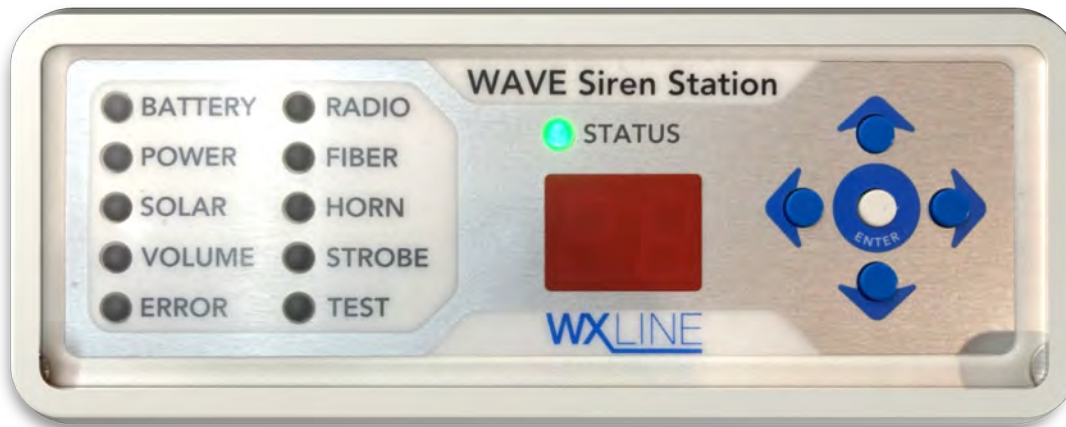 WAVE Siren Station
STATUS
BATTERY
POWER
SOLAR
VOLUME
ERROR
RADIO
FIBER
HORN
STROBE
TEST
ENTER
WXLINE